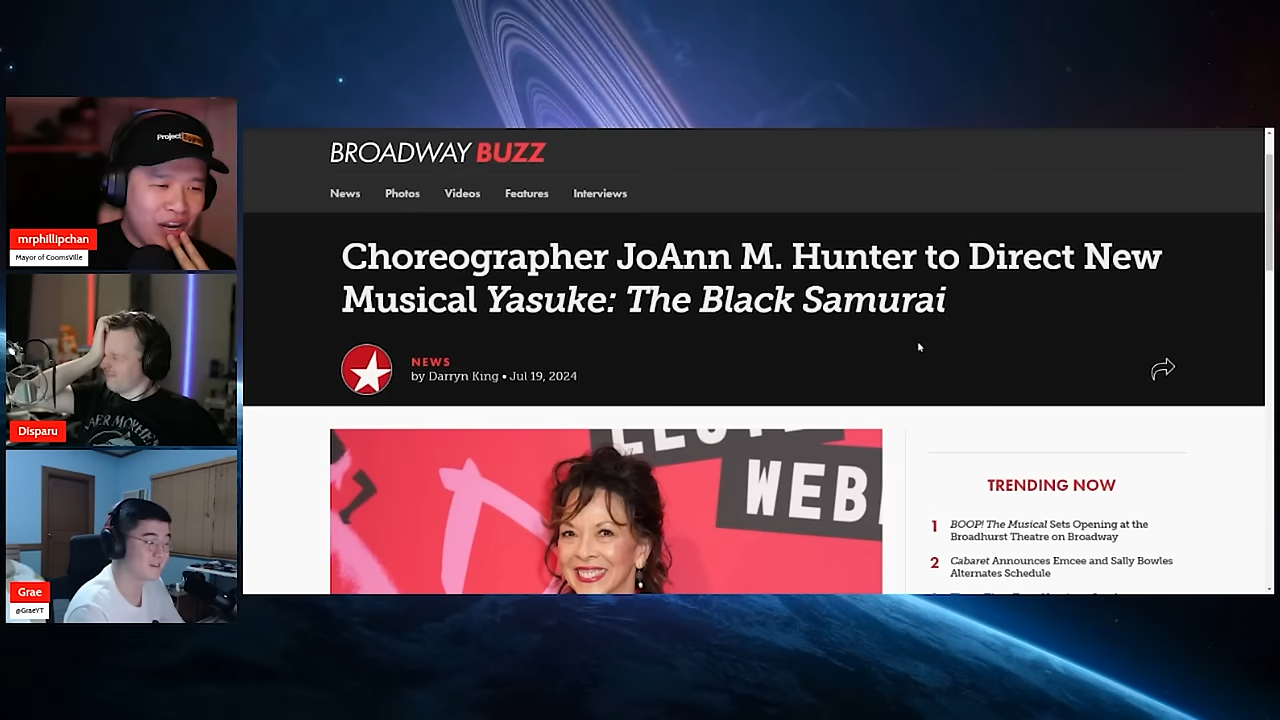 BROADWAY BUZZ
News Photos Videos Features Interviews
Choreographer JoAnn M. Hunter to Direct New
Musical Yasuke: The Black Samurai
NEWS
by Darryn King • Jul 19, 2024
WEB
TRENDING NOW
1 BOOP! The Musical Sets Opening at the
Broadhurst Theatre on Broadway
2 Cabaret Announces Emcee and Sally Bowles
Alternates Schedule
Project
mrphillipchan
Mayor of CoomsVille
Disparu
Grae
@GraeYT